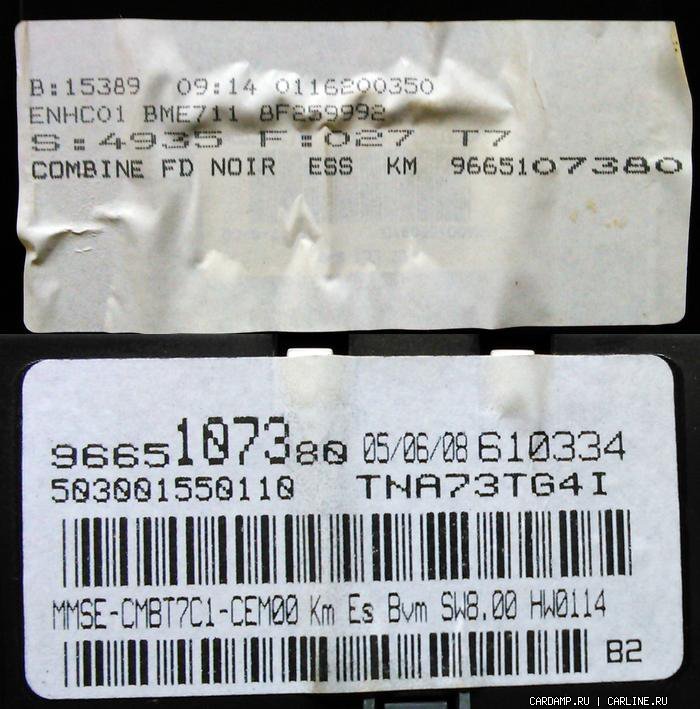 B:15389 09:14 0116200350
ENHC01 BME711 8F259992
S:4935 F:027 T7
COMBINE FD NOIR ESS KM 9665107380
9665107380 05/06/08 610334
503001550110 TNA73TG4I
MMSE-CMBT7C1-CEM00 Km Es Bvm SW8.00 HW0114
B2
CARDAMP.RU | CARLINE.RU